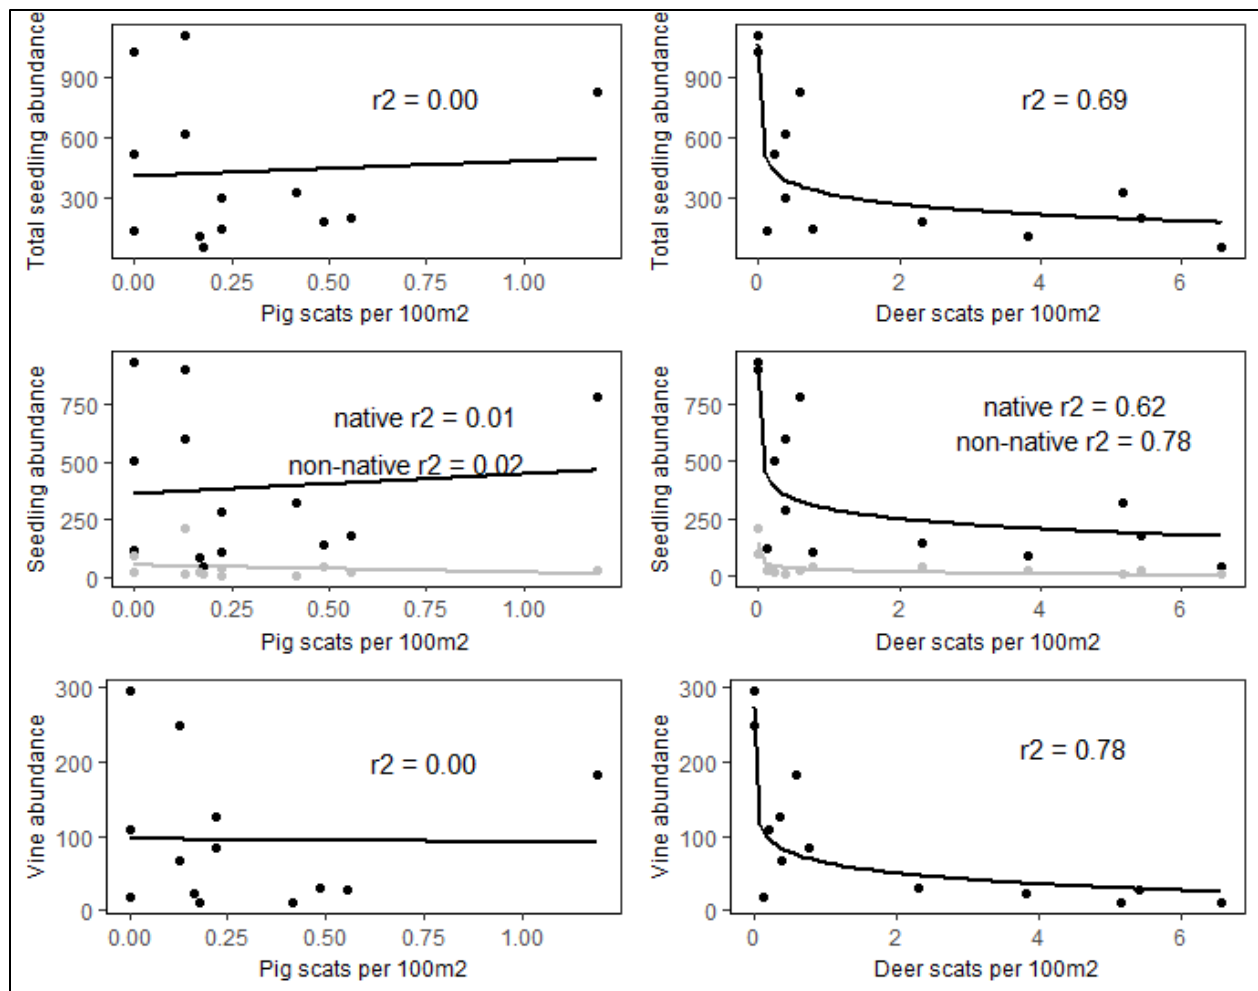 Total seedling abundance
900
600
300
r2 = 0.00
0.00 0.25 0.50 0.75 1.00
Pig scats per 100m2
Total seedling abundance
900
600
300
r2 = 0.69
0 2 4 6
Deer scats per 100m2
Seedling abundance
750
500
250
0
native r2 = 0.01
non-native r2 = 0.02
0.00 0.25 0.50 0.75 1.00
Pig scats per 100m2
Seedling abundance
750
500
250
0
native r2 = 0.62
non-native r2 = 0.78
0 2 4 6
Deer scats per 100m2
Vine abundance
300
200
100
0
r2 = 0.00
0.00 0.25 0.50 0.75 1.00
Pig scats per 100m2
Vine abundance
300
200
100
0
r2 = 0.78
0 2 4 6
Deer scats per 100m2